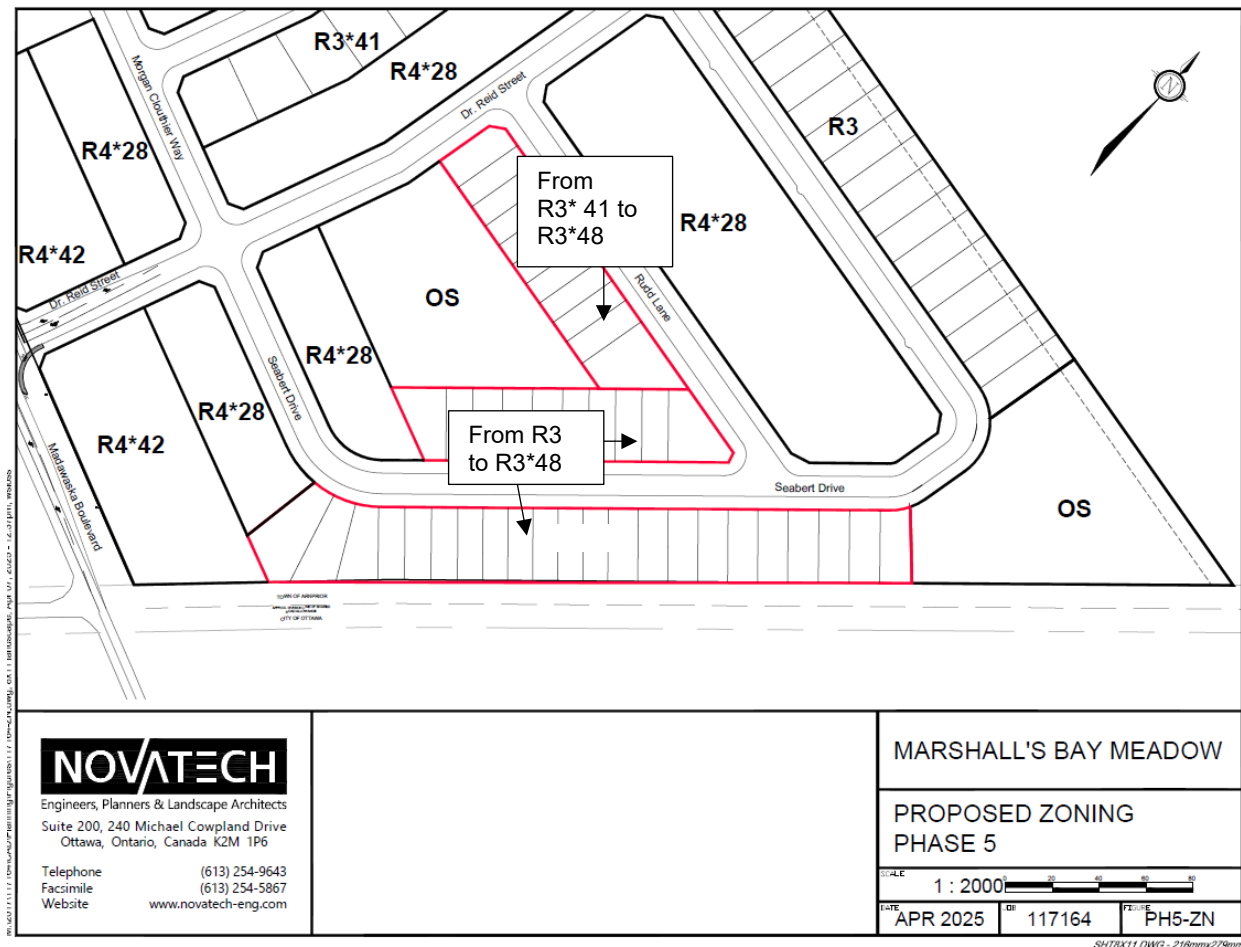 R3*41
R4*28
Morgan Clouthier Way
Dr. Reid Street
R3
R4*28
N
From
R3* 41 to
R3*48
R4*28
R4*42
Dr. Reid Street
OS
Rudd Lane
R4*28
Seabert Drive
R4*28
R4*42
From R3
to R3*48
Madawaska Boulevard
Seabert Drive
OS
TOWN OF ARNPRIOR
CITY OF OTTAWA
NOVATECH
Engineers, Planners & Landscape Architects
Suite 200, 240 Michael Cowpland Drive
Ottawa, Ontario, Canada K2M 1P6
Telephone (613) 254-9643
Facsimile (613) 254-5867
Website www.novatech-eng.com
MARSHALL'S BAY MEADOW
PROPOSED ZONING
PHASE 5
SCALE
1 : 2000
0 20 40 60 80
DATE
APR 2025
JOB
117164
FIGURE
PH5-ZN
SHT8X11.DWG - 216mmx279mm